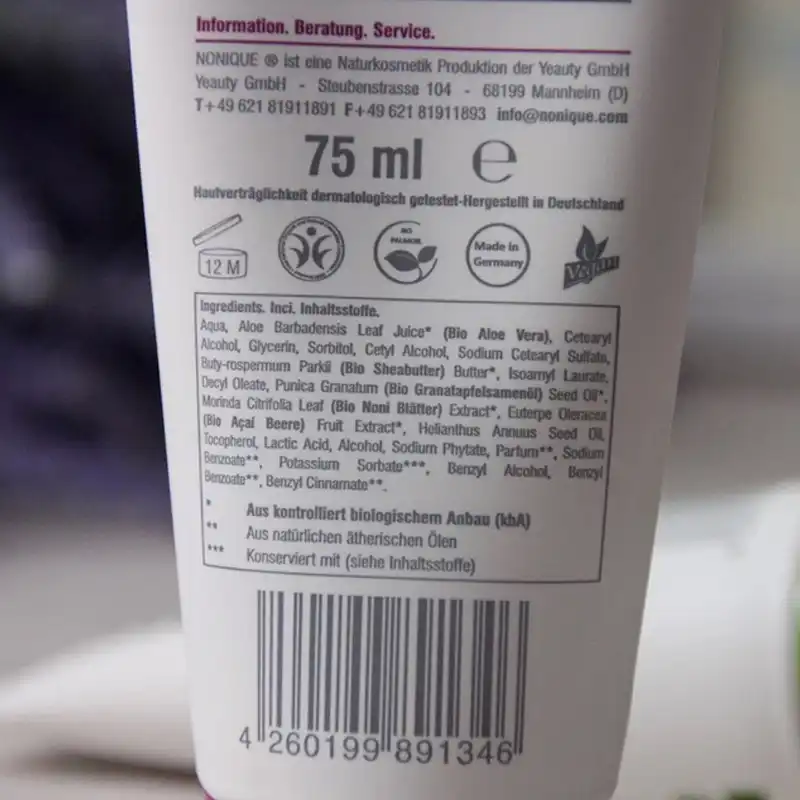 Information. Beratung. Service.
NONIQUE ® ist eine Naturkosmetik Produktion der Yeauty GmbH
Yeauty GmbH - Steubenstrasse 104 - 68199 Mannheim (D)
T+49 621 81911891 F+49 621 81911893 info@nonique.com
75 ml ℮
Hautverträglichkeit dermatologisch getestet-Hergestellt in Deutschland
12 M
NO
PALMOIL
Made in
Germany
Vegan
Ingredients. Inci. Inhaltsstoffe.
Aqua, Aloe Barbadensis Leaf Juice* (Bio Aloe Vera), Cetearyl
Alcohol, Glycerin, Sorbitol, Cetyl Alcohol, Sodium Cetearyl Sulfate,
Buty-rospermum Parkii (Bio Sheabutter) Butter*, Isoamyl Laurate,
Decyl Oleate, Punica Granatum (Bio Granatapfelsamenöl) Seed Oil*,
Morinda Citrifolia Leaf (Bio Noni Blätter) Extract*, Euterpe Oleracea
(Bio Açaí Beere) Fruit Extract*, Helianthus Annuus Seed Oil,
Tocopherol, Lactic Acid, Alcohol, Sodium Phytate, Parfum**, Sodium
Benzoate**, Potassium Sorbate***, Benzyl Alcohol, Benzyl
Benzoate**, Benzyl Cinnamate**.
* Aus kontrolliert biologischem Anbau (kbA)
** Aus natürlichen ätherischen Ölen
*** Konserviert mit (siehe Inhaltsstoffe)
4 260199 891346